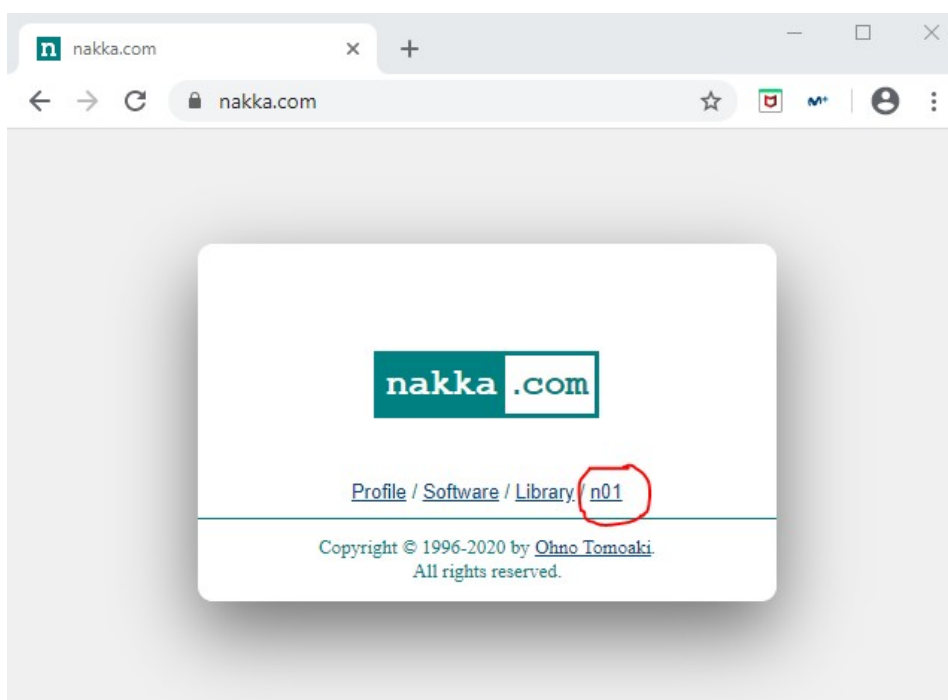 n nakka.com
nakka.com
nakka .com
Profile / Software / Library / n01
Copyright © 1996-2020 by Ohno Tomoaki.
All rights reserved.